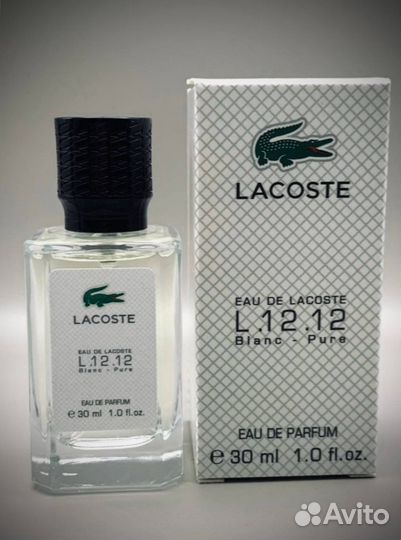 LACOSTE
EAU DE LACOSTE
L.12.12
Blanc - Pure
EAU DE PARFUM
e 30 ml 1.0 fl.oz.
LACOSTE
EAU DE LACOSTE
L.12.12
Blanc - Pure
EAU DE PARFUM
e 30 ml 1.0 fl.oz.
Avito